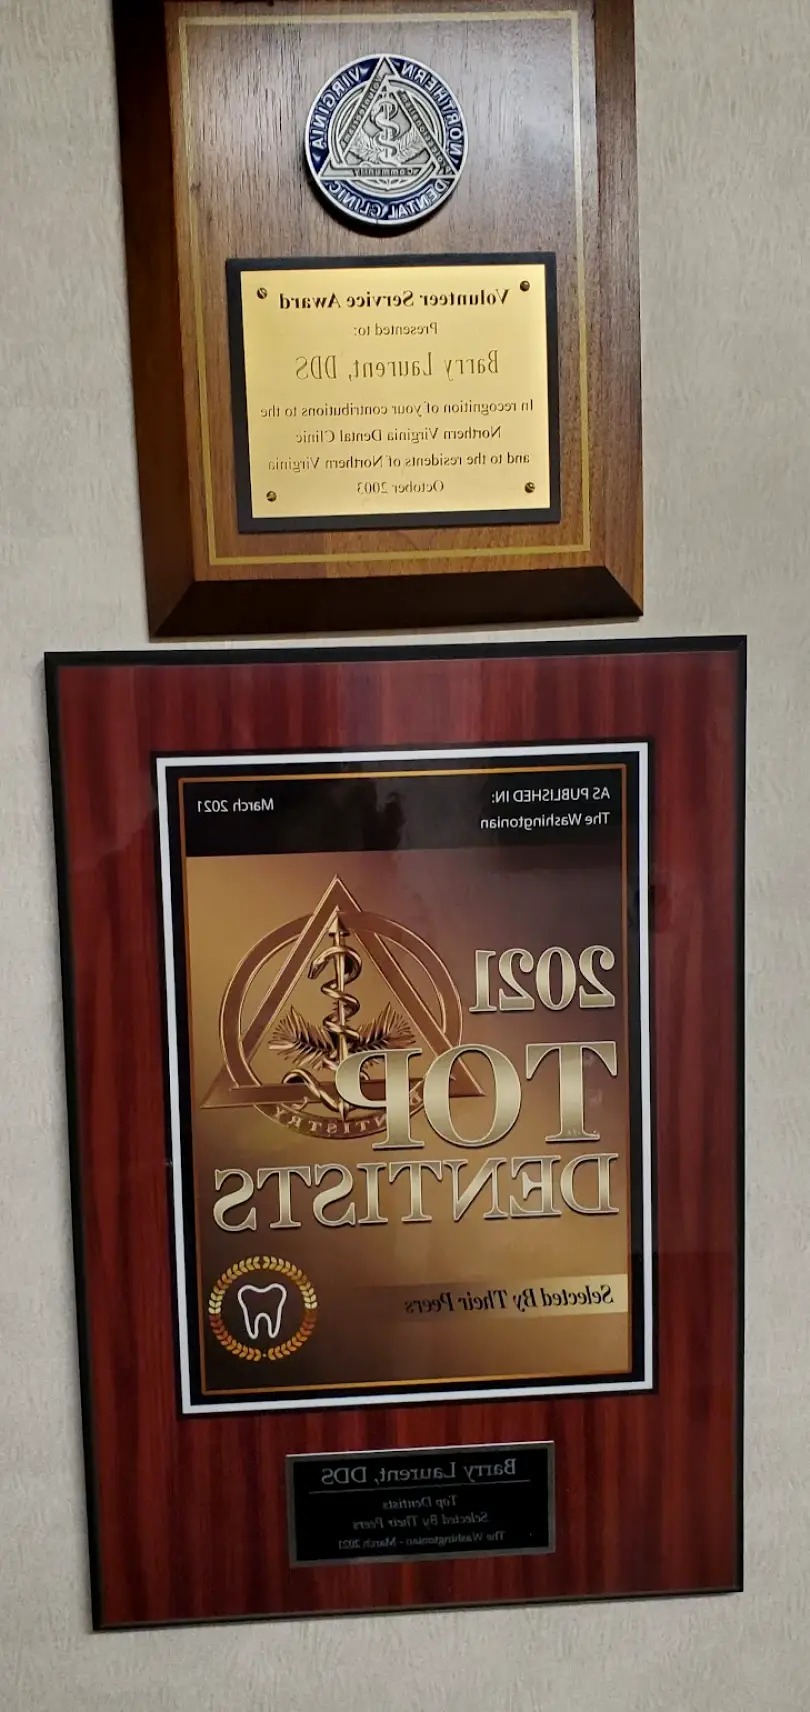 NORTHERN VIRGINIA
DENTAL CLINIC
Community
Volunteer Service Award
Presented to:
Barry Laurent, DDS
In recognition of your contributions to the
Northern Virginia Dental Clinic
and to the residents of Northern Virginia
October 2003
AS PUBLISHED IN:
The Washingtonian
March 2021
2021
TOP
DENTISTS
DENTISTRY
Selected By Their Peers
Barry Laurent, DDS
Top Dentists
Selected By Their Peers
The Washingtonian - March 2021